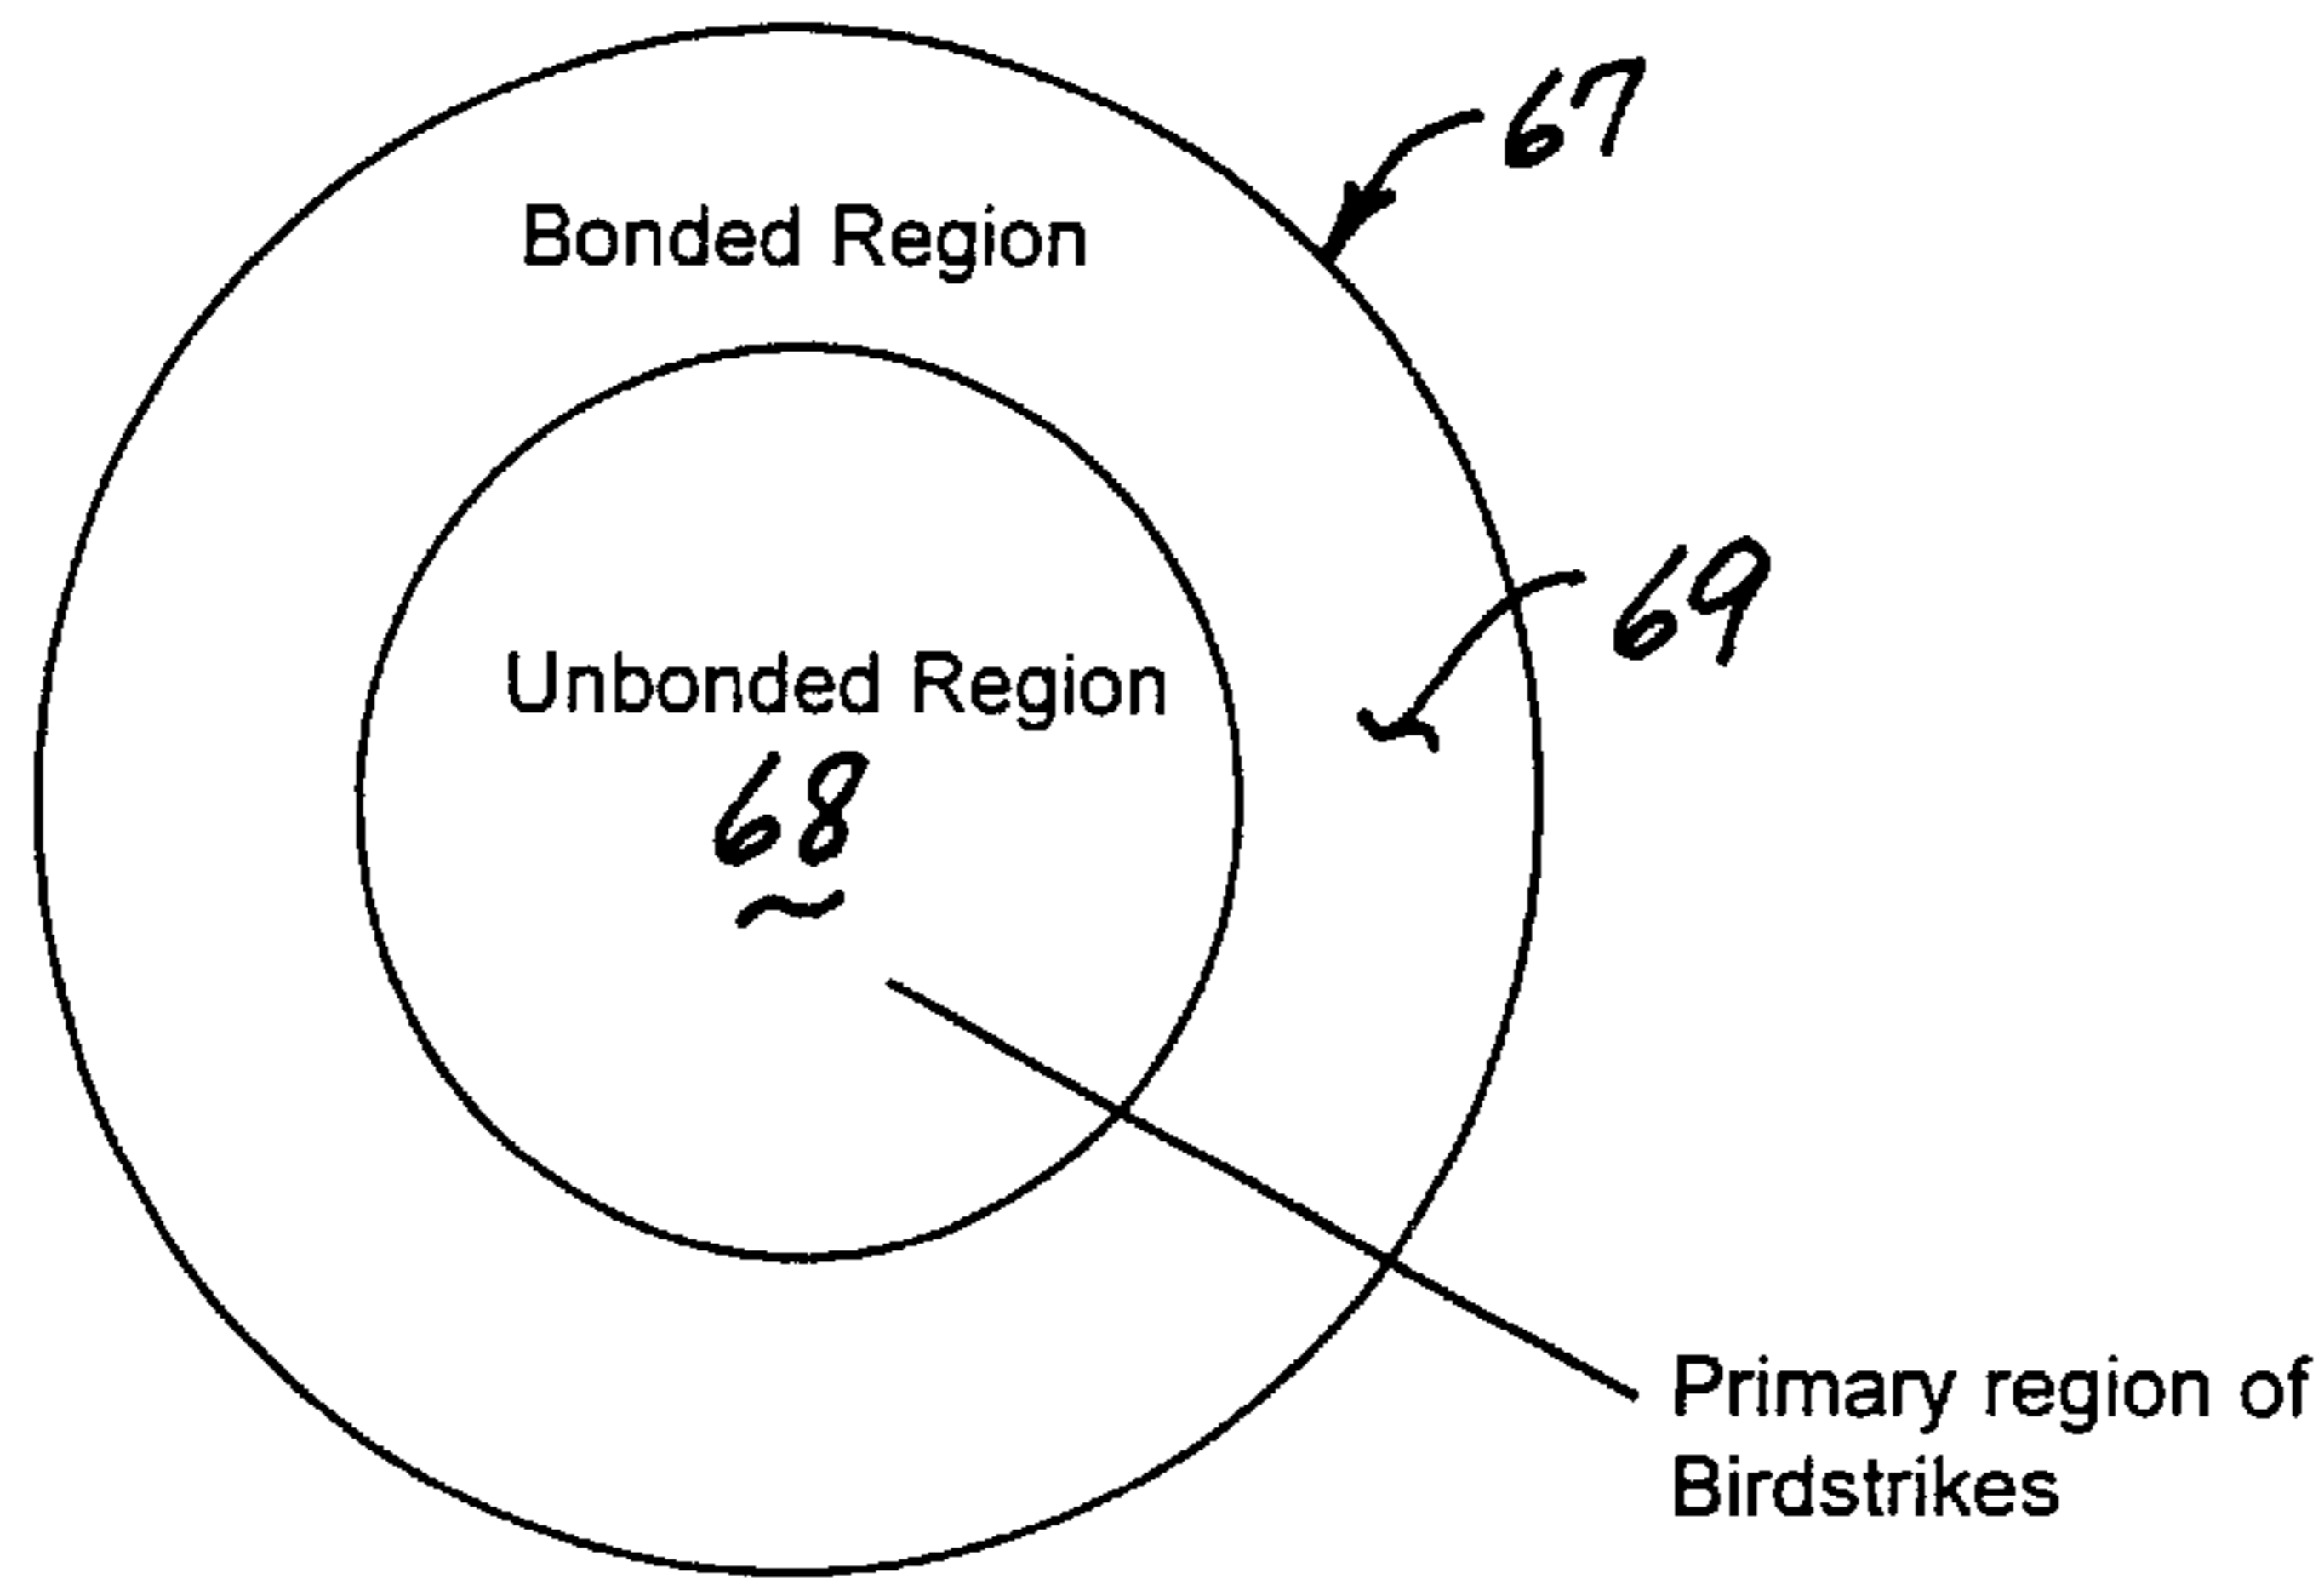 67
Bonded Region
69
Unbonded Region
68
Primary region of
Birdstrikes